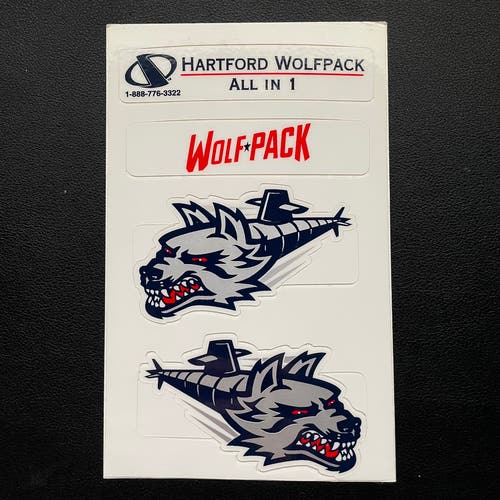 HARTFORD WOLFPACK
ALL IN 1
1-888-776-3322
WOLF★PACK